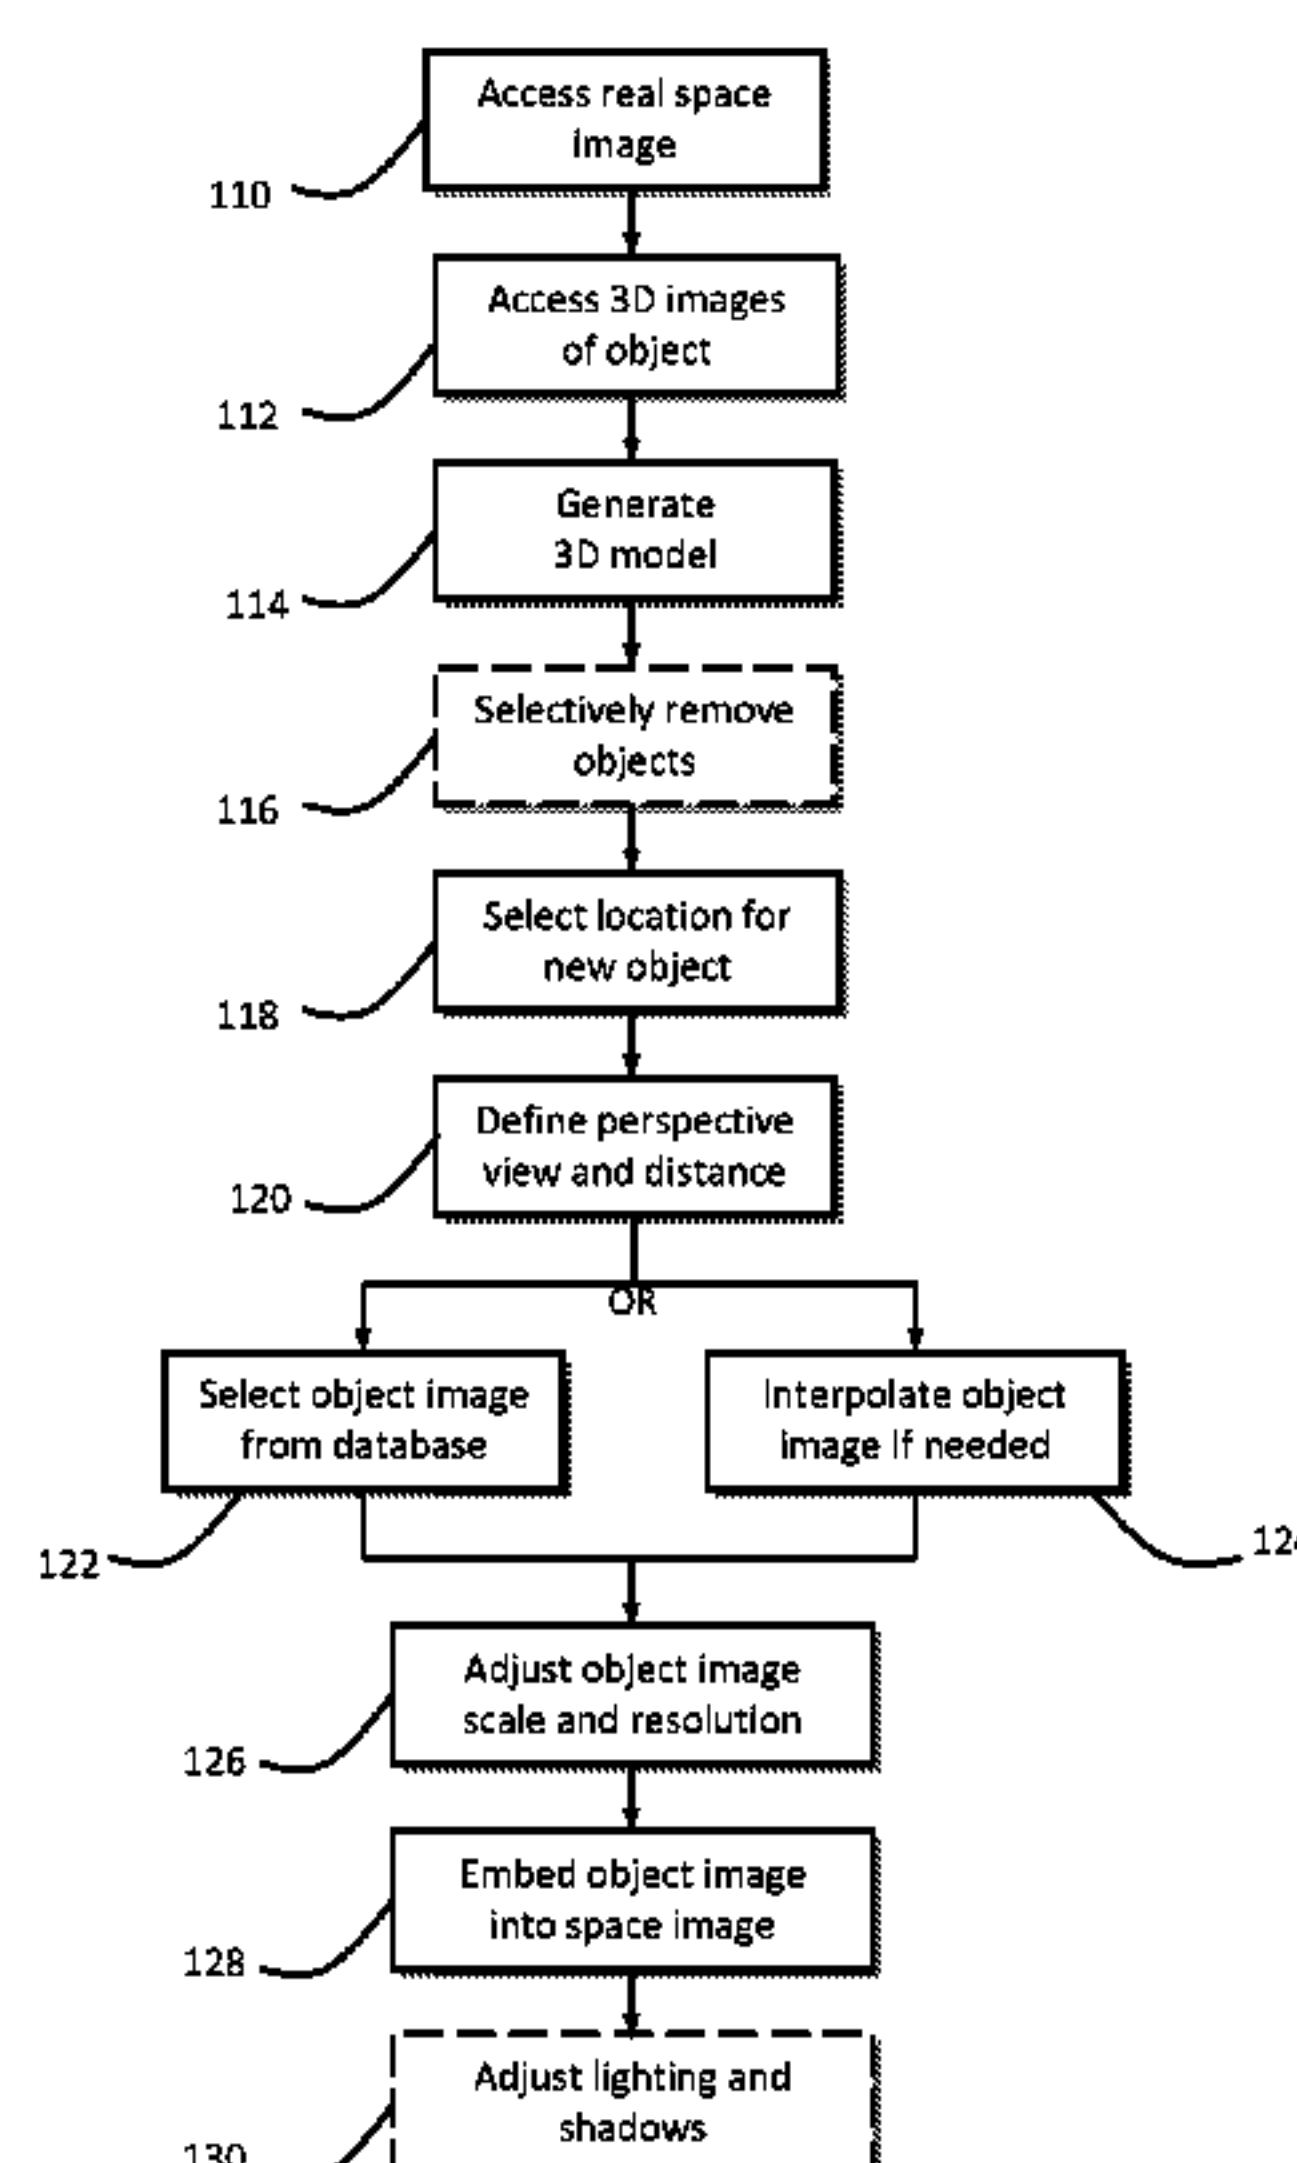 Access real space
image
110
Access 3D images
of object
112
Generate
3D model
114
Selectively remove
objects
116
Select location for
new object
118
Define perspective
view and distance
120
OR
Select object image
from database
Interpolate object
image if needed
122
Adjust object image
scale and resolution
126
Embed object image
into space image
128
Adjust lighting and
shadows
130